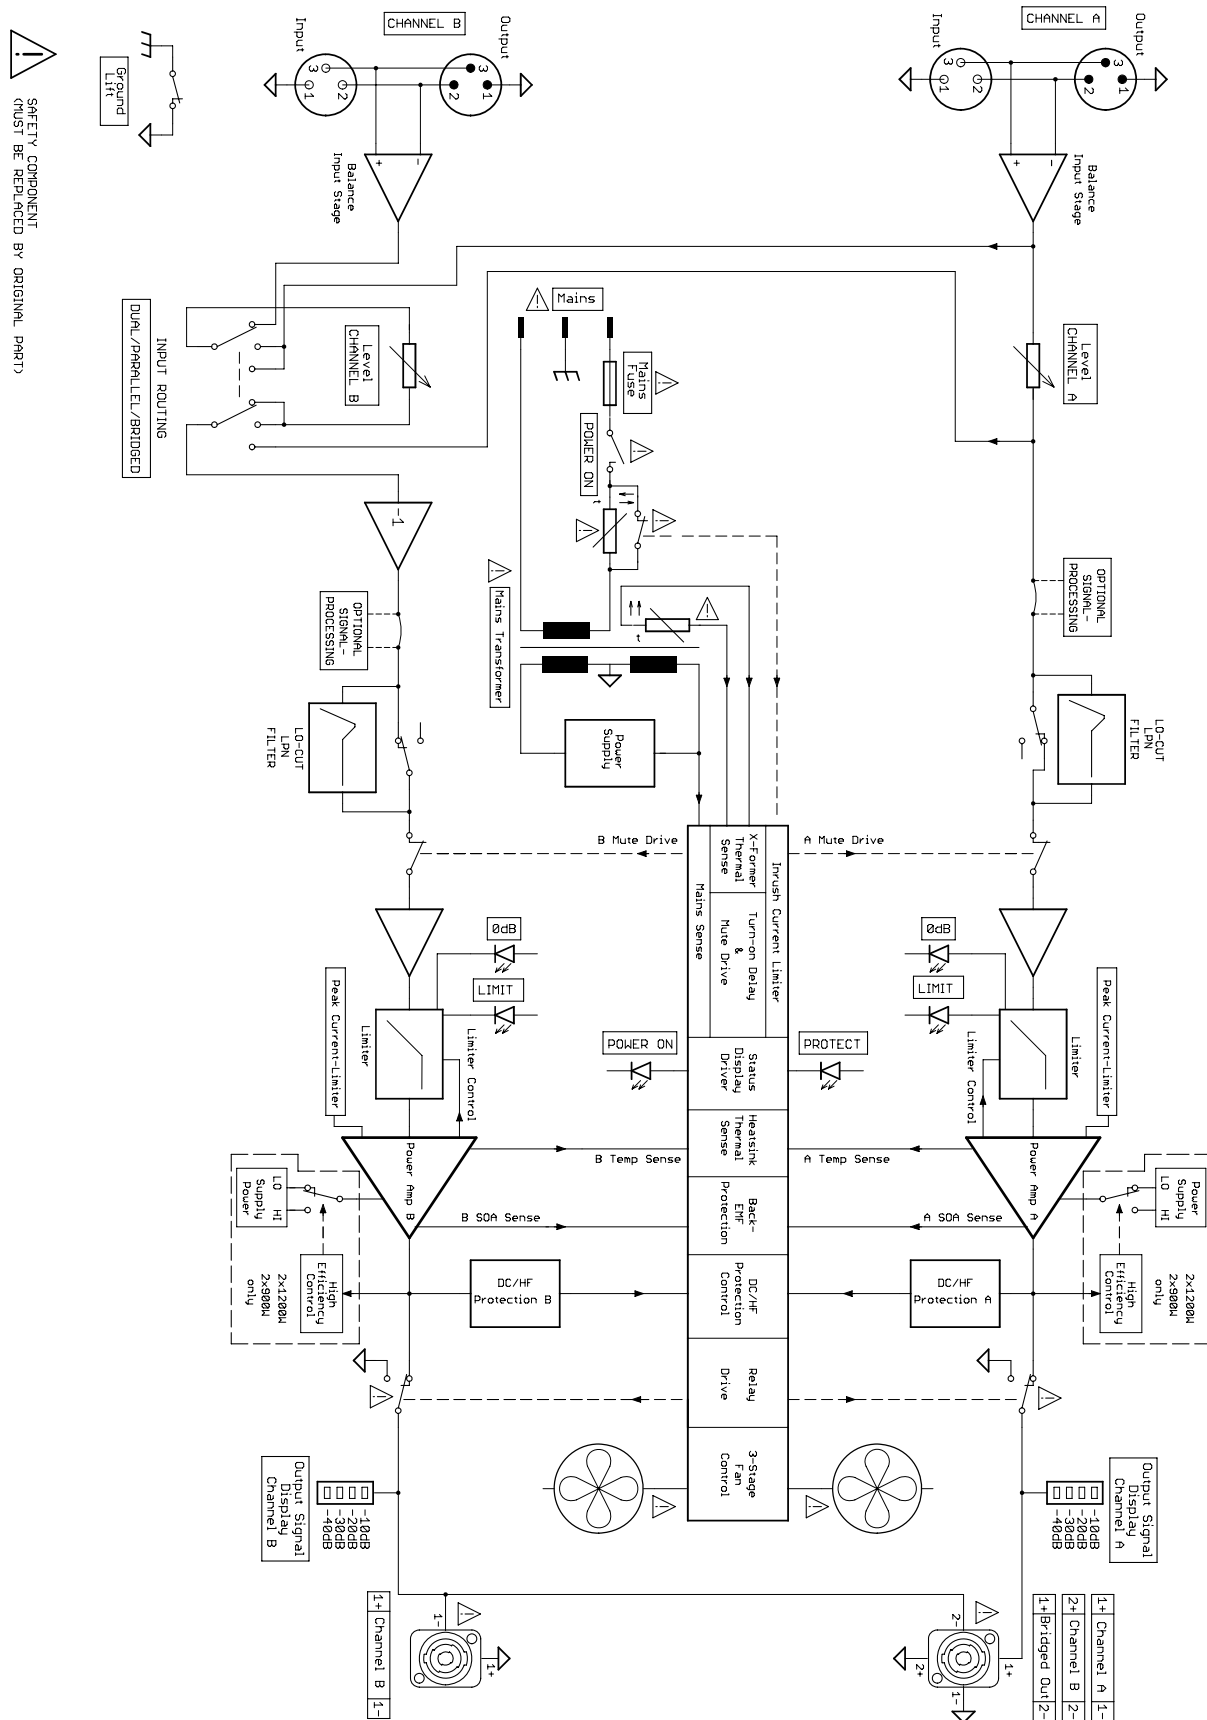 CHANNEL A
Output
Input
3
2
1
3
2
1
Balance
Input Stage
+
-
Level
CHANNEL A
OPTIONAL
SIGNAL-
PROCESSING
LO-CUT
LPN
FILTER
A Mute Drive
0dB
LIMIT
Limiter
Limiter Control
Peak Current-Limiter
Power Amp A
A Temp Sense
A SOA Sense
Power
Supply
LO HI
High
Efficiency
Control
2x1200W
2x900W
only
DC/HF
Protection A
Output Signal
Display
Channel A
-10dB
-20dB
-30dB
-40dB
1+ Channel A 1-
2+ Channel B 2-
1+ Bridged Out 2-
1+
1-
2+
2-
Mains
Mains
Fuse
POWER ON
t
t
Mains Transformer
Power
Supply
Inrush Current Limiter
X-Former
Thermal
Sense
Turn-on Delay
&
Mute Drive
Mains Sense
Status
Display
Driver
PROTECT
POWER ON
Heatsink
Thermal
Sense
Back-
EMF
Protection
DC/HF
Protection
Control
Relay
Drive
3-Stage
Fan
Control
CHANNEL B
Output
Input
3
2
1
3
2
1
Balance
Input Stage
+
-
Level
CHANNEL B
INPUT ROUTING
DUAL/PARALLEL/BRIDGED
-1
OPTIONAL
SIGNAL-
PROCESSING
LO-CUT
LPN
FILTER
B Mute Drive
0dB
LIMIT
Limiter
Limiter Control
Peak Current-Limiter
Power Amp B
B Temp Sense
B SOA Sense
LO HI
Supply
Power
High
Efficiency
Control
2x1200W
2x900W
only
DC/HF
Protection B
Output Signal
Display
Channel B
-10dB
-20dB
-30dB
-40dB
1+ Channel B 1-
1-
1+
Ground
Lift
SAFETY COMPONENT
(MUST BE REPLACED BY ORIGINAL PART)